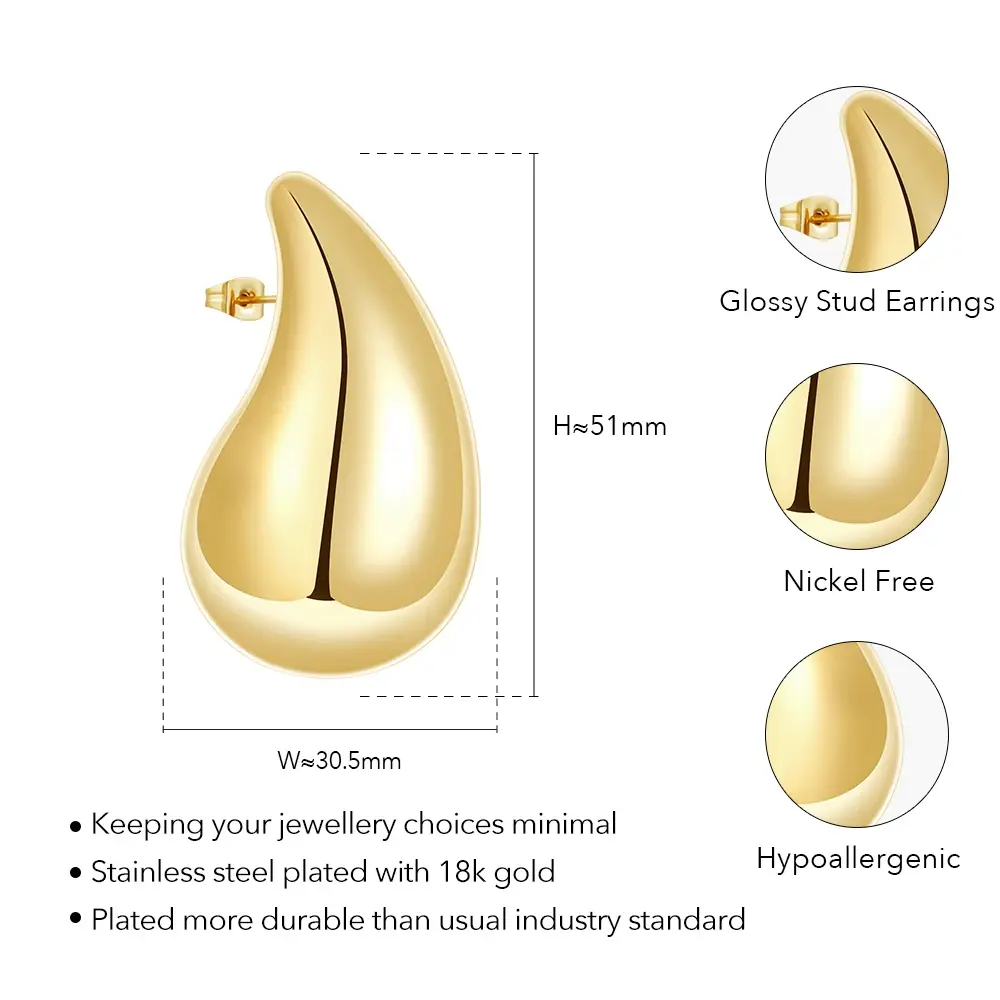 Glossy Stud Earrings
H≈51mm
Nickel Free
W≈30.5mm
Hypoallergenic
• Keeping your jewellery choices minimal
• Stainless steel plated with 18k gold
• Plated more durable than usual industry standard